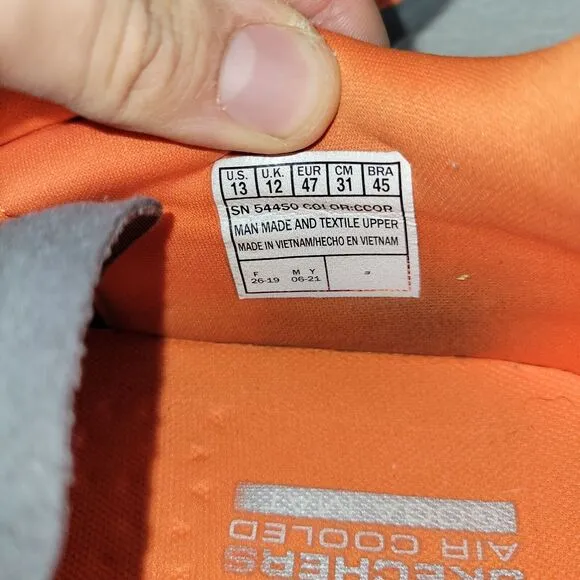 U.S. U.K. EUR CM BRA
13 12 47 31 45
SN 54450 COLOR:CCOR
MAN MADE AND TEXTILE UPPER
MADE IN VIETNAM/HECHO EN VIETNAM
F M Y
26-19 06-21
AIR COOLED
SKECHERS